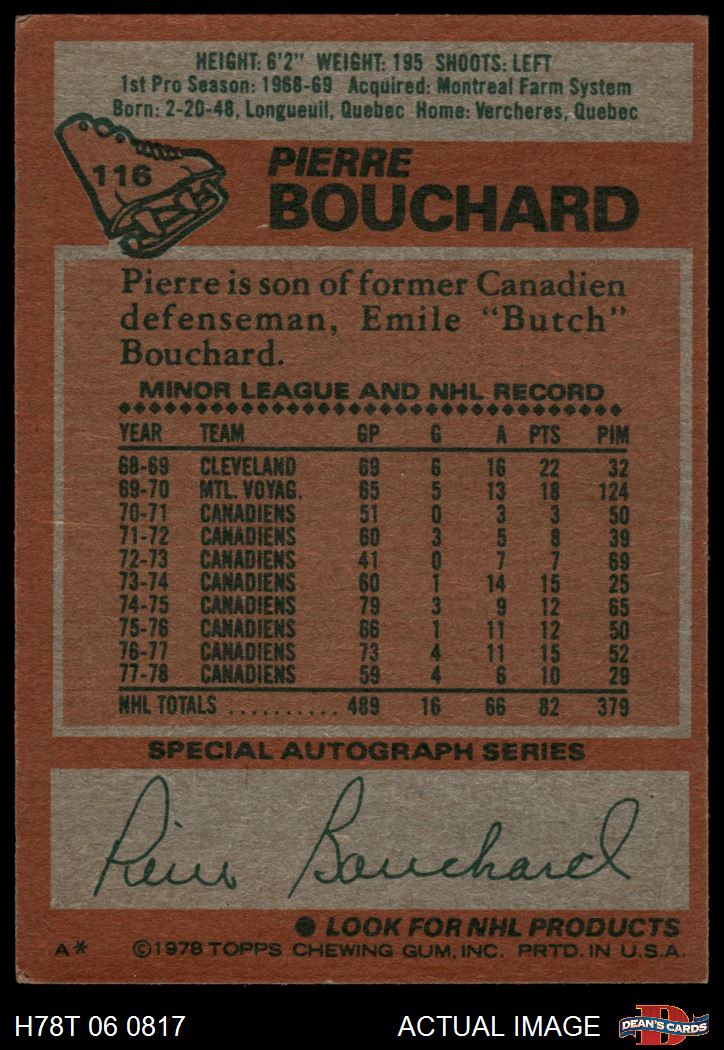 HEIGHT: 6'2" WEIGHT: 195 SHOOTS: LEFT
1st Pro Season: 1968-69 Acquired: Montreal Farm System
Born: 2-20-48, Longueuil, Quebec Home: Vercheres, Quebec
116
PIERRE
BOUCHARD
Pierre is son of former Canadien
defenseman, Emile "Butch"
Bouchard.
MINOR LEAGUE AND NHL RECORD
YEAR TEAM GP G A PTS PIM
68-69 CLEVELAND 69 6 16 22 32
69-70 MTL. VOYAG. 65 5 13 18 124
70-71 CANADIENS 51 0 3 3 50
71-72 CANADIENS 60 3 5 8 39
72-73 CANADIENS 41 0 7 7 69
73-74 CANADIENS 60 1 14 15 25
74-75 CANADIENS 79 3 9 12 65
75-76 CANADIENS 66 1 11 12 50
76-77 CANADIENS 73 4 11 15 52
77-78 CANADIENS 59 4 6 10 29
NHL TOTALS .......... 489 16 66 82 379
SPECIAL AUTOGRAPH SERIES
Pierre Bouchard
● LOOK FOR NHL PRODUCTS
A* ©1978 TOPPS CHEWING GUM, INC. PRTD. IN U.S.A.
H78T 06 0817 ACTUAL IMAGE D DEAN'S CARDS